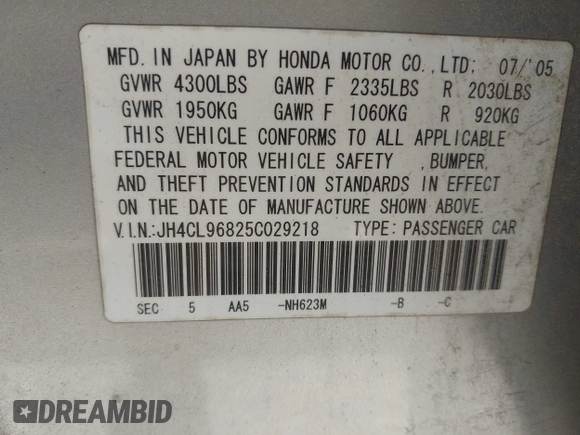 MFD. IN JAPAN BY HONDA MOTOR CO.,LTD; 07/'05
GVWR 4300LBS GAWR F 2335LBS R 2030LBS
GVWR 1950KG GAWR F 1060KG R 920KG
THIS VEHICLE CONFORMS TO ALL APPLICABLE
FEDERAL MOTOR VEHICLE SAFETY ,BUMPER,
AND THEFT PREVENTION STANDARDS IN EFFECT
ON THE DATE OF MANUFACTURE SHOWN ABOVE.
V.I.N.:JH4CL96825C029218 TYPE: PASSENGER CAR
SEC 5 AA5 -NH623M -B -C
DREAMBID